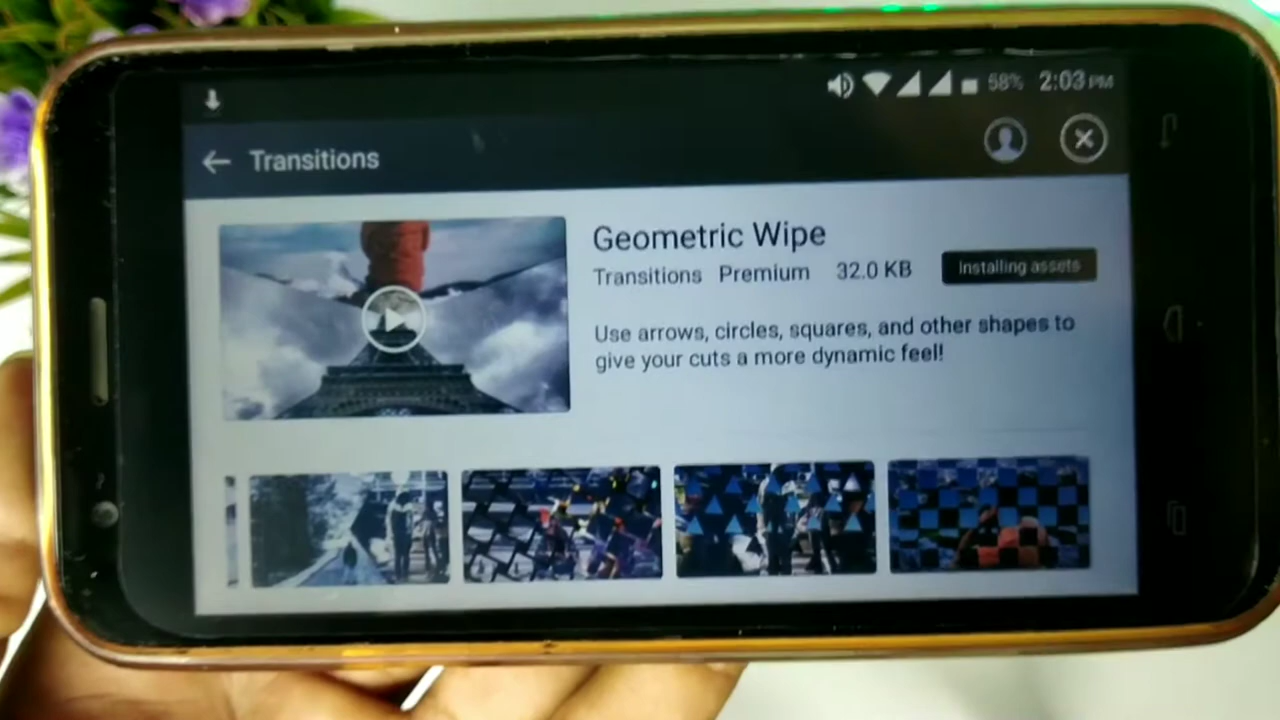 58% 2:03 PM
Transitions
Geometric Wipe
Transitions Premium 32.0 KB Installing assets
Use arrows, circles, squares, and other shapes to
give your cuts a more dynamic feel!